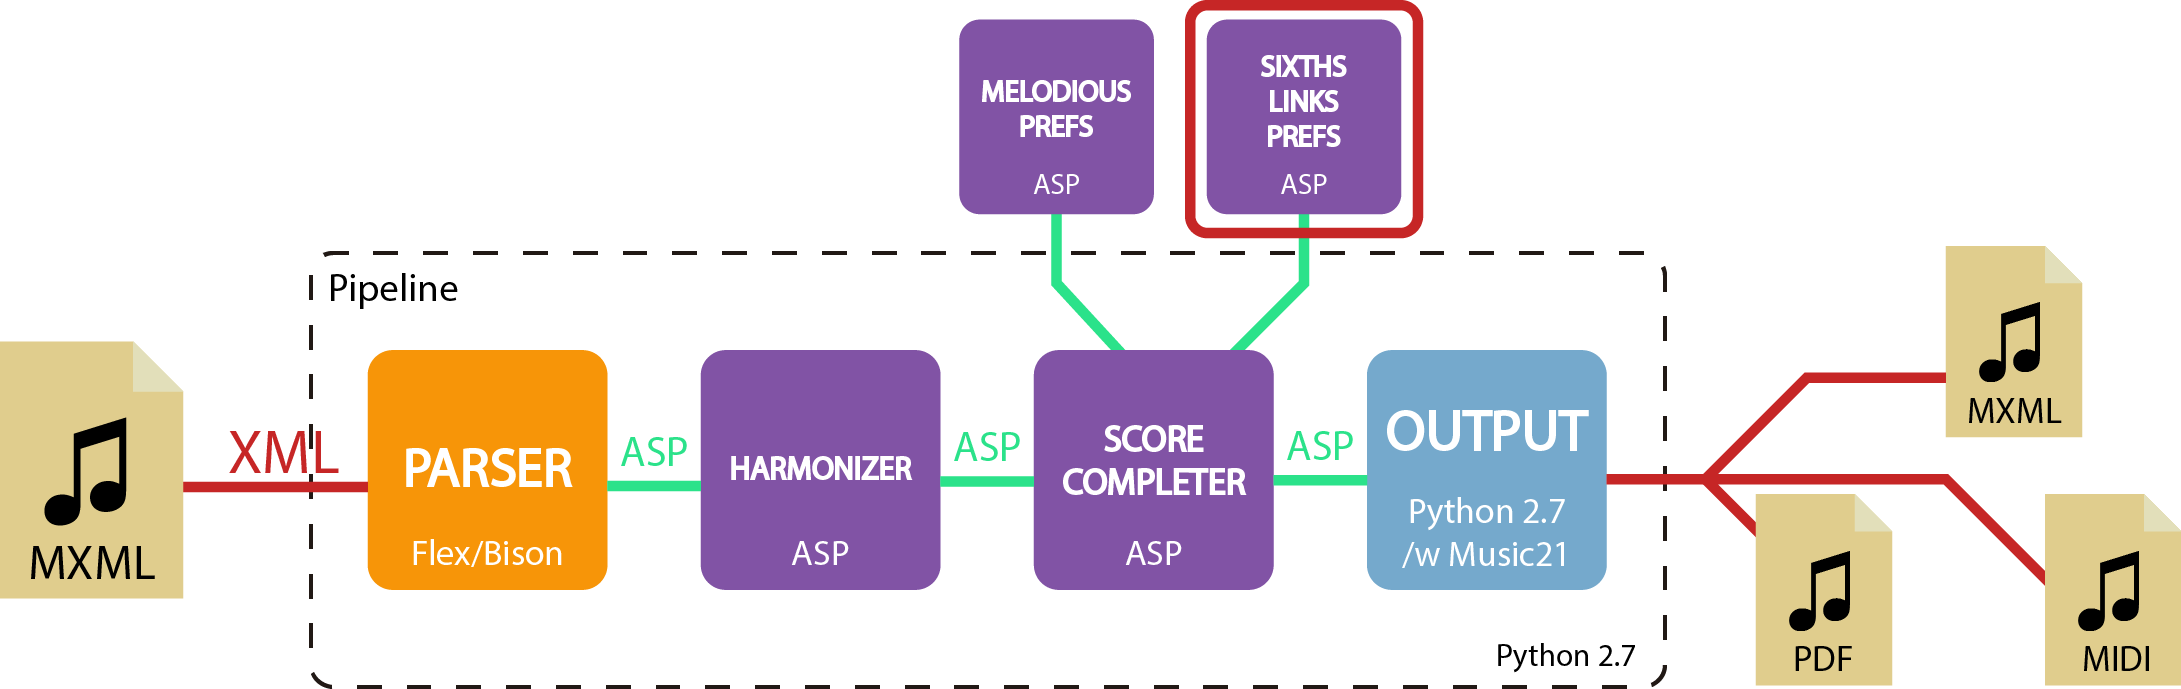 MELODIOUS
PREFS
ASP
SIXTHS
LINKS
PREFS
ASP
Pipeline
MXML
XML
PARSER
Flex/Bison
ASP
HARMONIZER
ASP
ASP
SCORE
COMPLETER
ASP
ASP
OUTPUT
Python 2.7
/w Music21
Python 2.7
MXML
PDF
MIDI